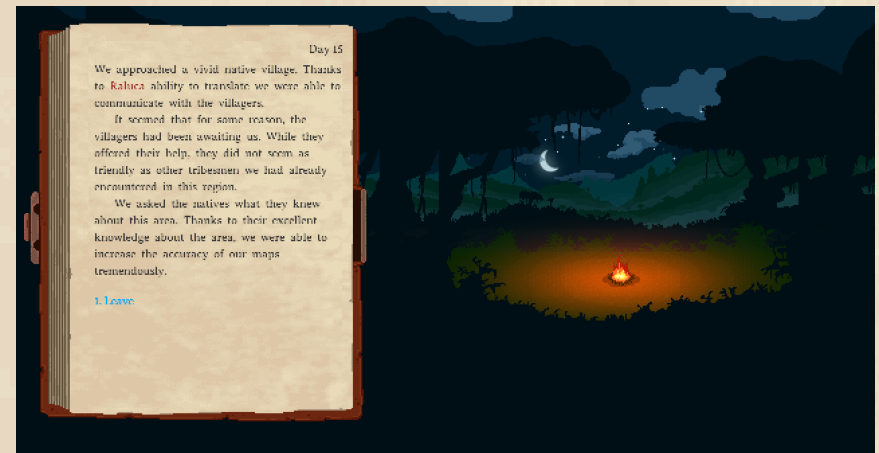 Day 15
We approached a vivid native village. Thanks
to Raluca ability to translate we were able to
communicate with the villagers.
It seemed that for some reason, the
villagers had been awaiting us. While they
offered their help, they did not seem as
friendly as other tribesmen we had already
encountered in this region.
We asked the natives what they knew
about this area. Thanks to their excellent
knowledge about the area, we were able to
increase the accuracy of our maps
tremendously.
1. Leave